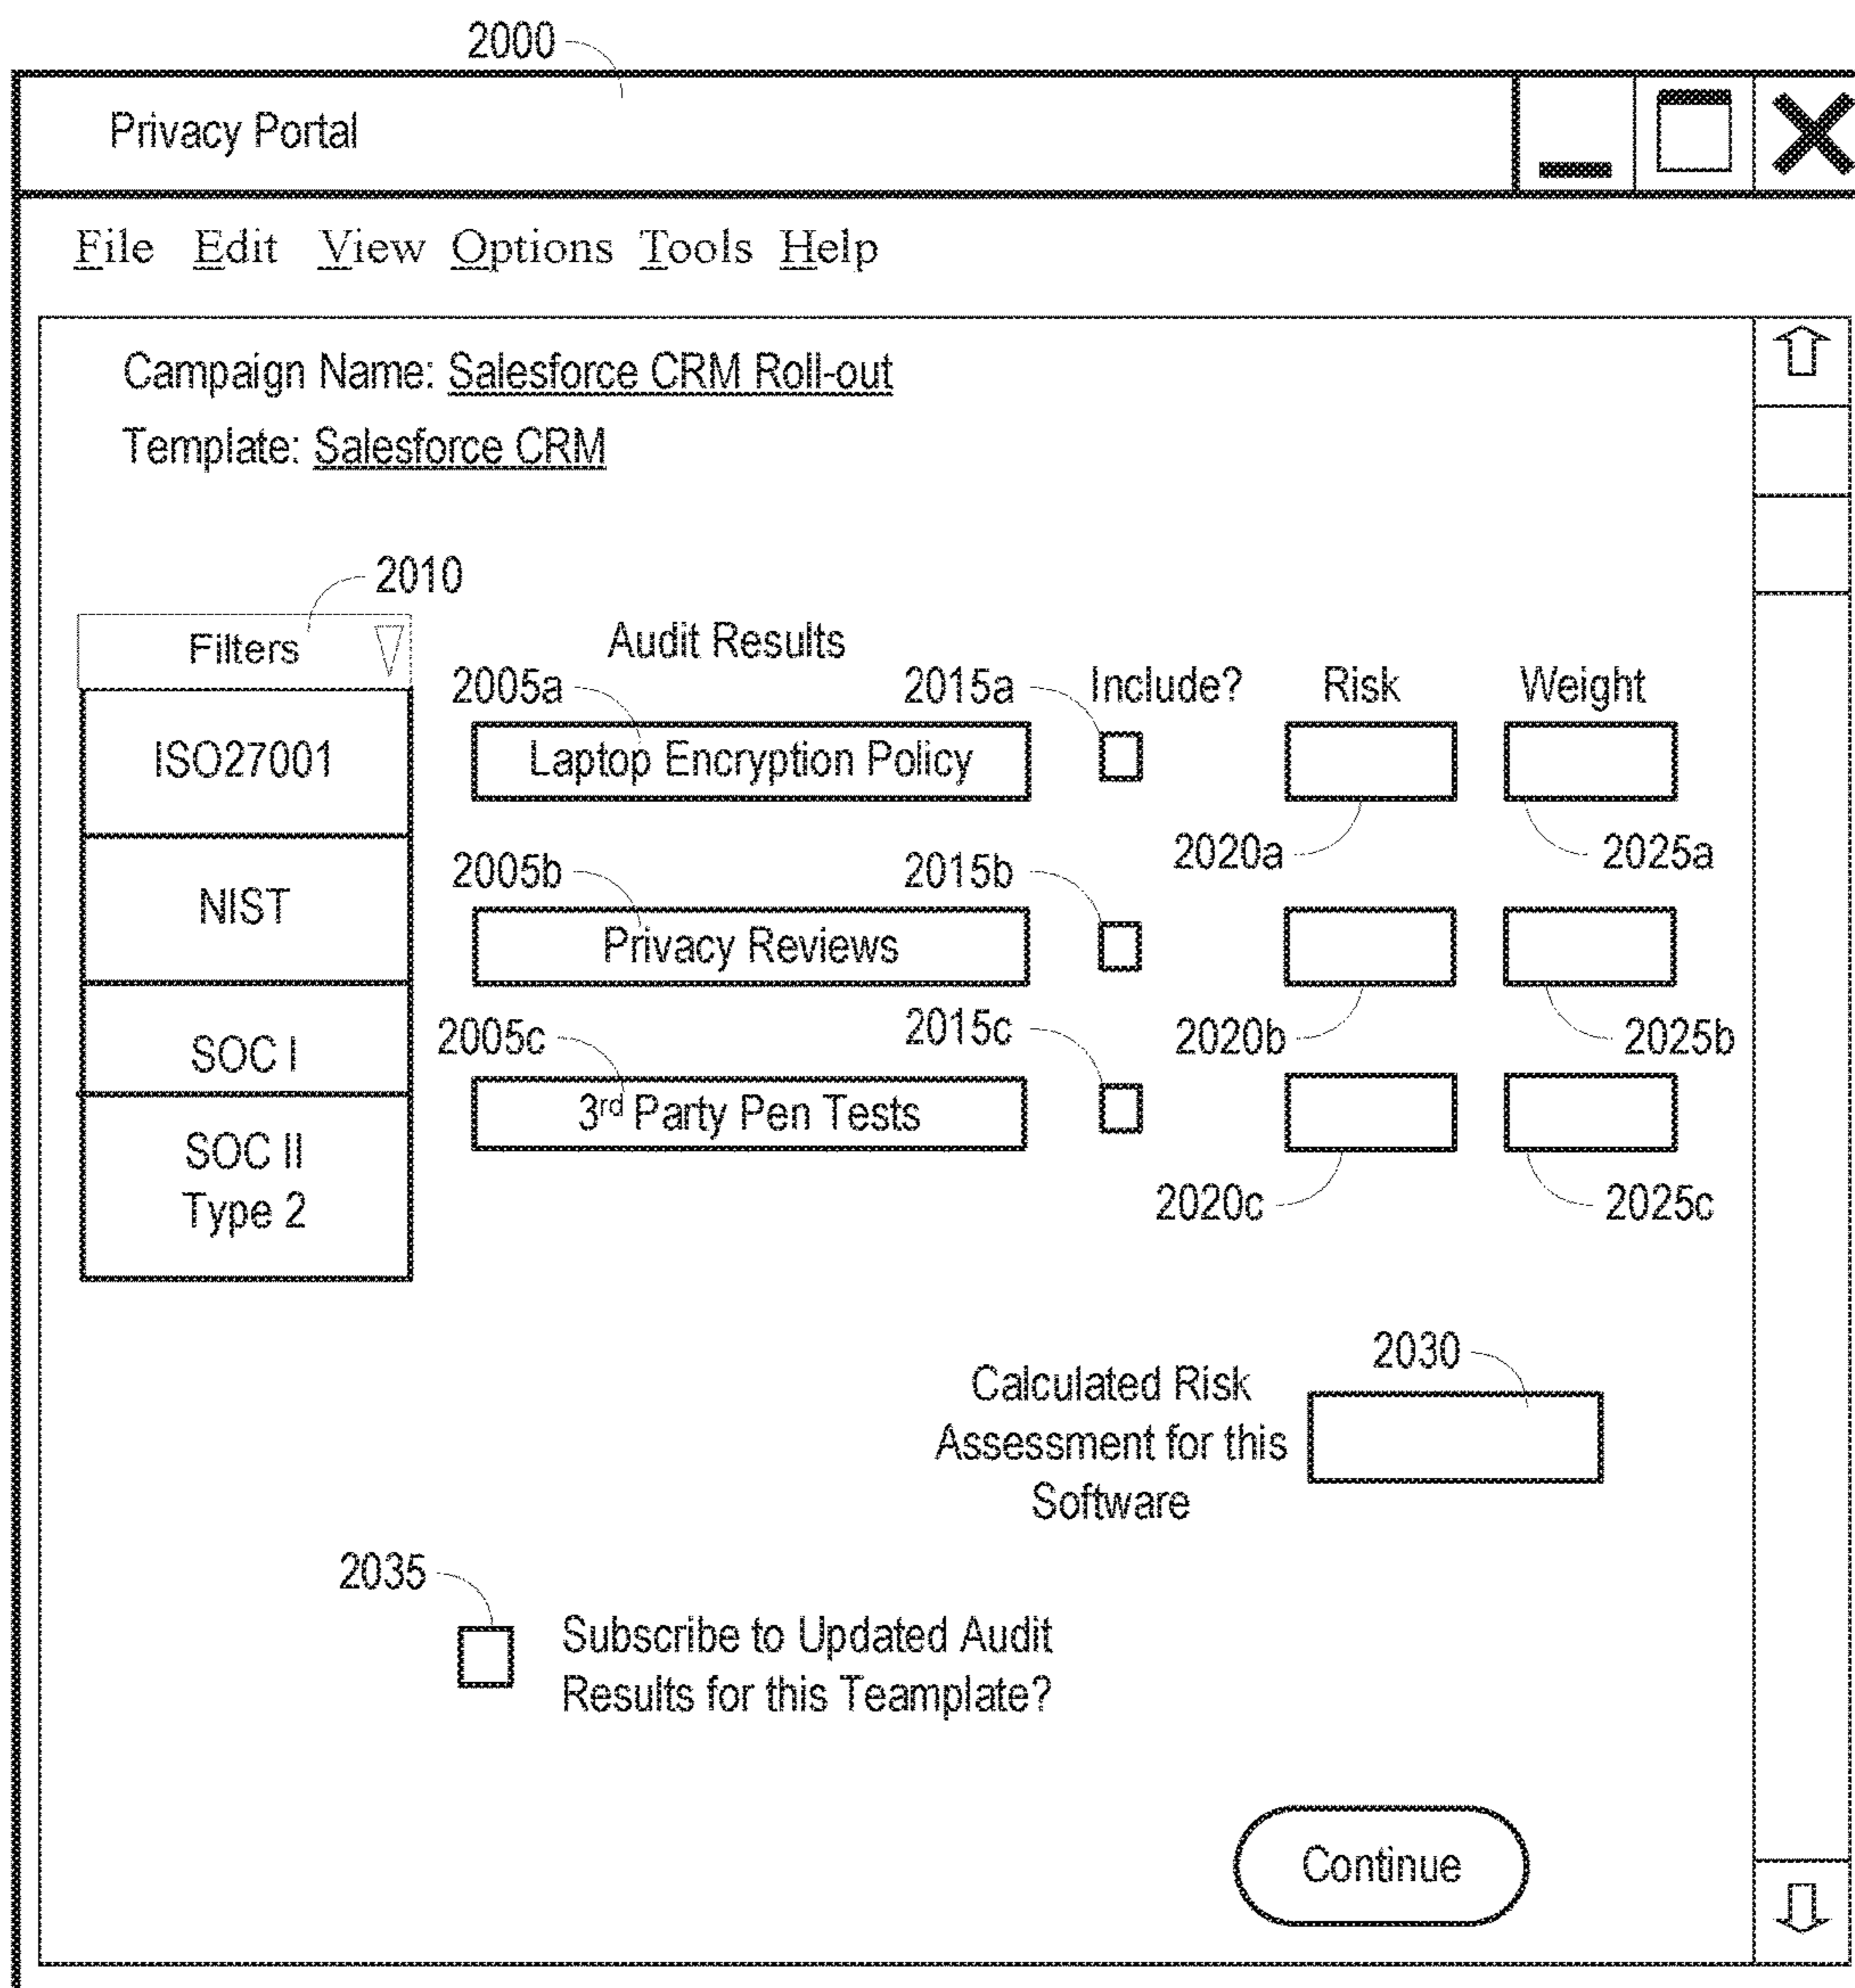 2000
Privacy Portal
File Edit View Options Tools Help
Campaign Name: Salesforce CRM Roll-out
Template: Salesforce CRM
2010
Filters
ISO27001
NIST
SOC I
SOC II
Type 2
Audit Results
2005a 2015a Include? Risk Weight
Laptop Encryption Policy
2020a 2025a
2005b 2015b
Privacy Reviews
2020b 2025b
2005c 2015c
3rd Party Pen Tests
2020c 2025c
2030
Calculated Risk
Assessment for this
Software
2035
Subscribe to Updated Audit
Results for this Teamplate?
Continue